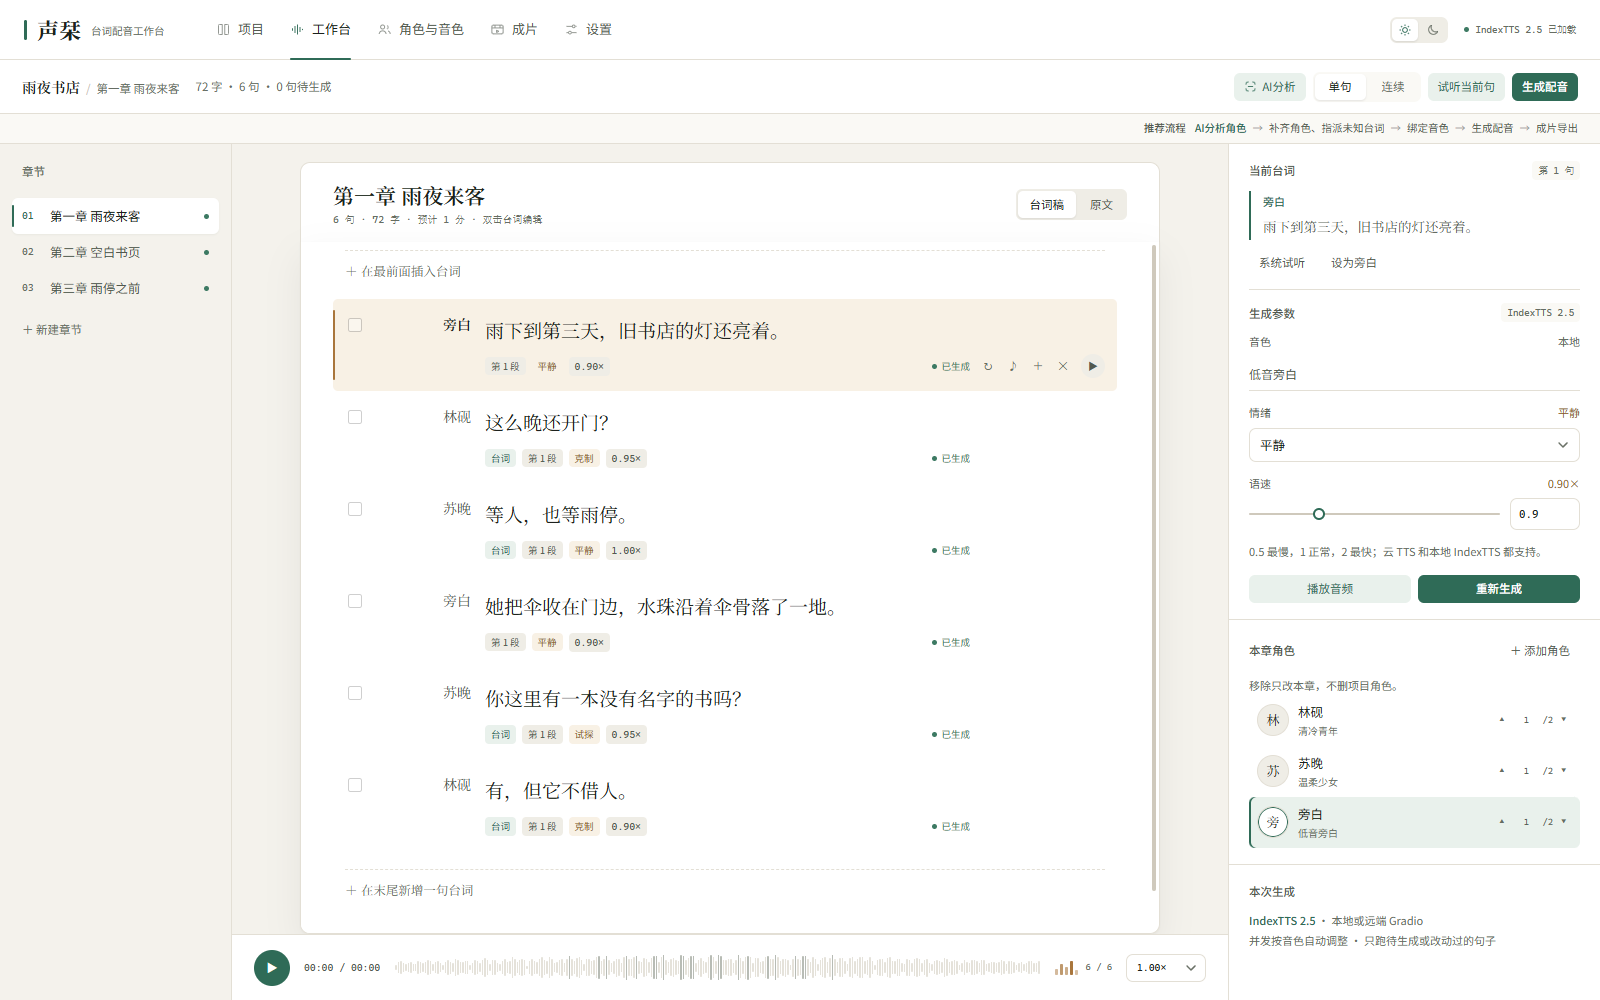 声栞 台词配音工作台 项目 工作台 角色与音色 成片 设置 IndexTTS 2.5 已加载
雨夜书店 / 第一章 雨夜来客 72 字 · 6 句 · 0 句待生成 AI分析 单句 连续 试听当前句 生成配音
推荐流程 AI分析角色 → 补齐角色、指派未知台词 → 绑定音色 → 生成配音 → 成片导出
章节
01 第一章 雨夜来客
02 第二章 空白书页
03 第三章 雨停之前
＋ 新建章节
第一章 雨夜来客
6 句 · 72 字 · 预计 1 分 · 双击台词编辑
台词稿 原文
＋ 在最前面插入台词
旁白 雨下到第三天，旧书店的灯还亮着。
第 1 段 平静 0.90× 已生成
林砚 这么晚还开门？
台词 第 1 段 克制 0.95× 已生成
苏晚 等人，也等雨停。
台词 第 1 段 平静 1.00× 已生成
旁白 她把伞收在门边，水珠沿着伞骨落了一地。
第 1 段 平静 0.90× 已生成
苏晚 你这里有一本没有名字的书吗？
台词 第 1 段 试探 0.95× 已生成
林砚 有，但它不借人。
台词 第 1 段 克制 0.90× 已生成
＋ 在末尾新增一句台词
00:00 / 00:00 6 / 6 1.00×
当前台词 第 1 句
旁白
雨下到第三天，旧书店的灯还亮着。
系统试听 设为旁白
生成参数 IndexTTS 2.5
音色 本地
低音旁白
情绪 平静
平静
语速 0.90×
0.9
0.5 最慢，1 正常，2 最快；云 TTS 和本地 IndexTTS 都支持。
播放音频 重新生成
本章角色 ＋ 添加角色
移除只改本章，不删项目角色。
林 林砚 1 /2
清冷青年
苏 苏晚 1 /2
温柔少女
旁 旁白 1 /2
低音旁白
本次生成
IndexTTS 2.5 · 本地或远端 Gradio
并发按音色自动调整 · 只跑待生成或改动过的句子